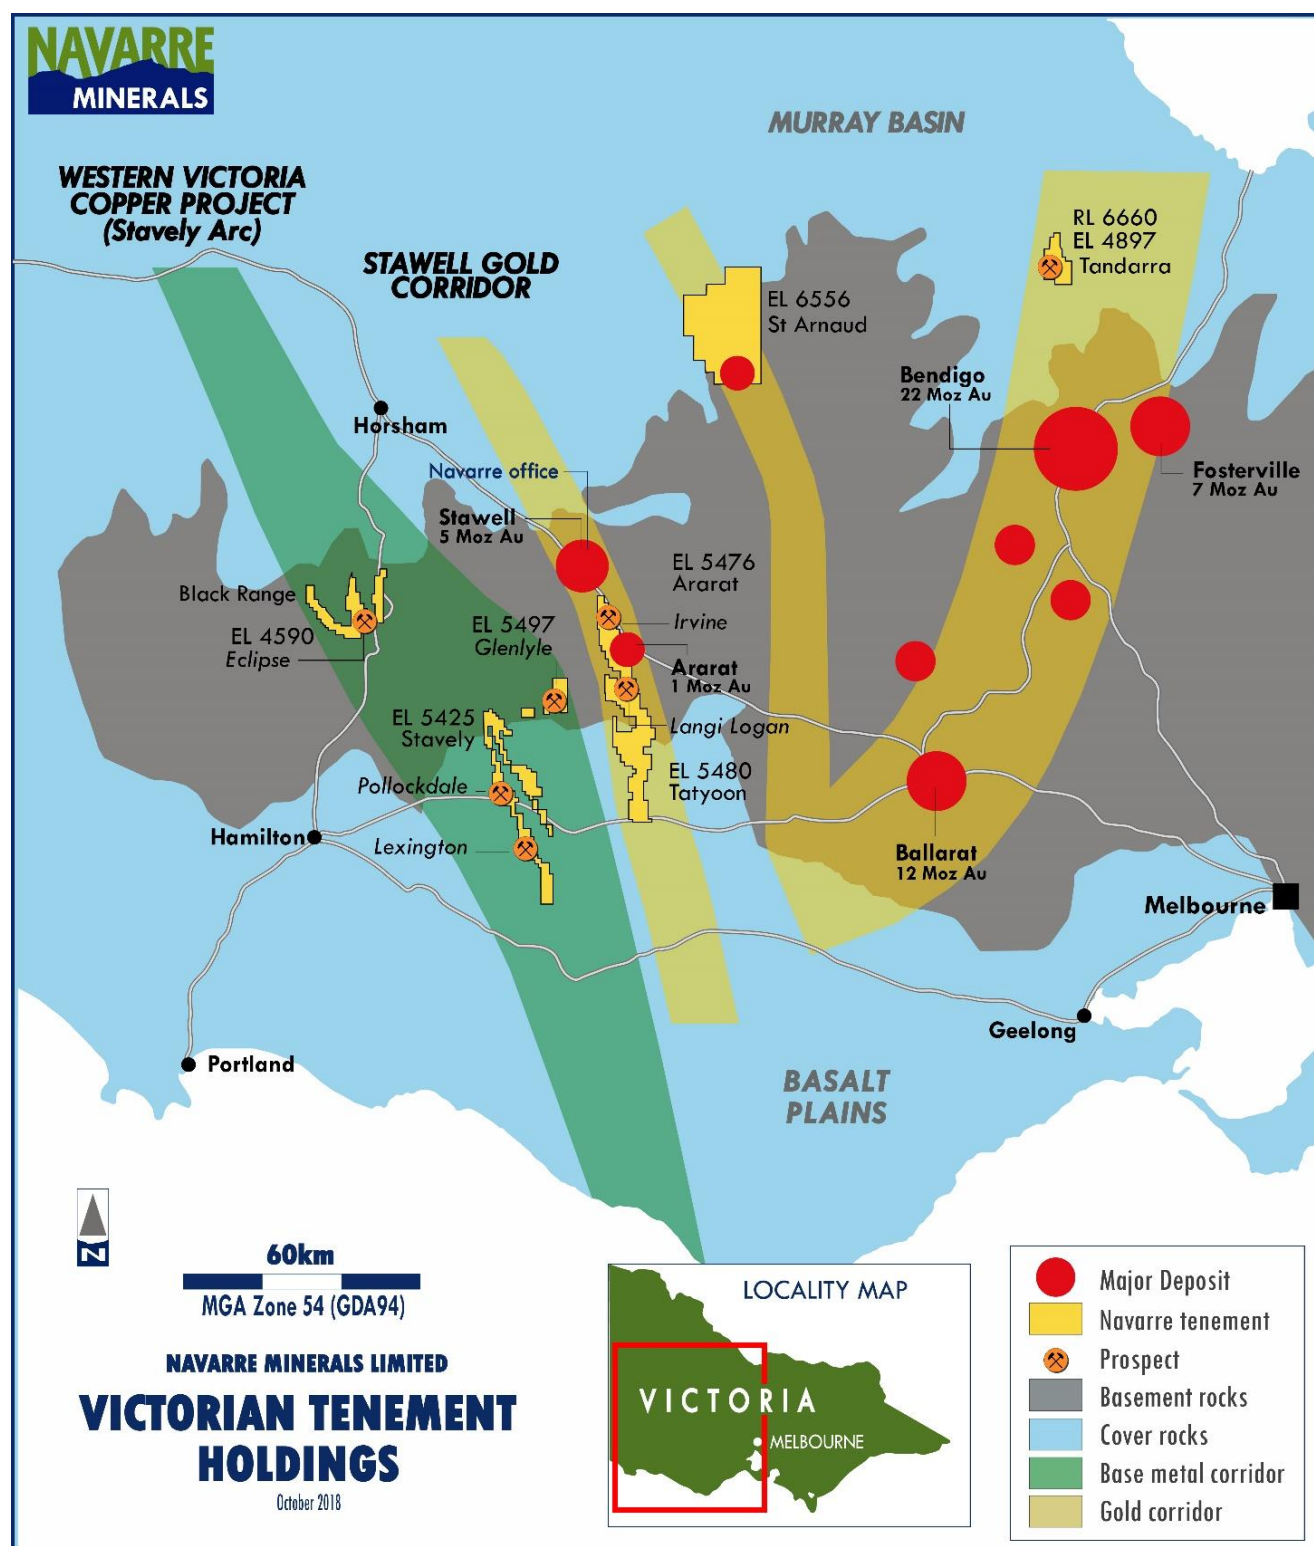 NAVARRE
MINERALS
MURRAY BASIN
WESTERN VICTORIA
COPPER PROJECT
(Stavely Arc)
STAWELL GOLD
CORRIDOR
RL 6660
EL 4897
Tandarra
EL 6556
St Arnaud
Bendigo
22 Moz Au
Horsham
Navarre office
Fosterville
7 Moz Au
Stawell
5 Moz Au
EL 5476
Ararat
Black Range
EL 4590
Eclipse
EL 5497
Glenlyle
Irvine
Ararat
1 Moz Au
EL 5425
Stavely
Langi Logan
Pollockdale
EL 5480
Tatyoon
Hamilton
Lexington
Ballarat
12 Moz Au
Melbourne
Geelong
Portland
BASALT
PLAINS
N
60km
MGA Zone 54 (GDA94)
NAVARRE MINERALS LIMITED
VICTORIAN TENEMENT
HOLDINGS
October 2018
LOCALITY MAP
VICTORIA
MELBOURNE
Major Deposit
Navarre tenement
Prospect
Basement rocks
Cover rocks
Base metal corridor
Gold corridor